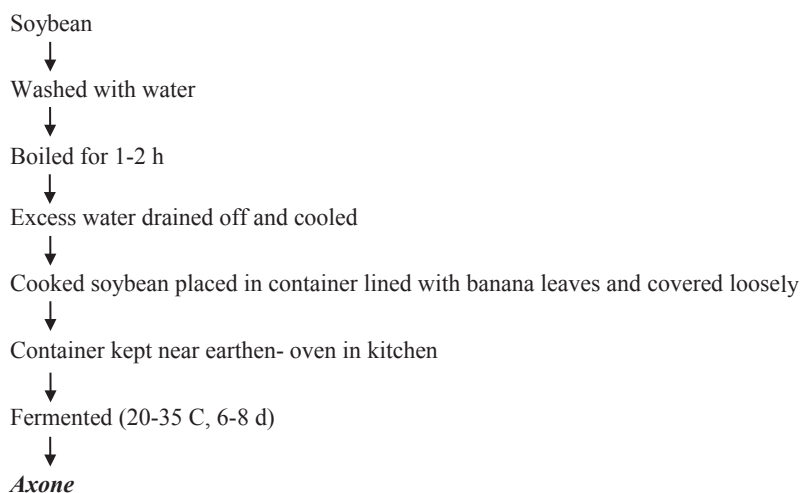 Soybean
Washed with water
Boiled for 1-2 h
Excess water drained off and cooled
Cooked soybean placed in container lined with banana leaves and covered loosely
Container kept near earthen- oven in kitchen
Fermented (20-35 C, 6-8 d)
Axone